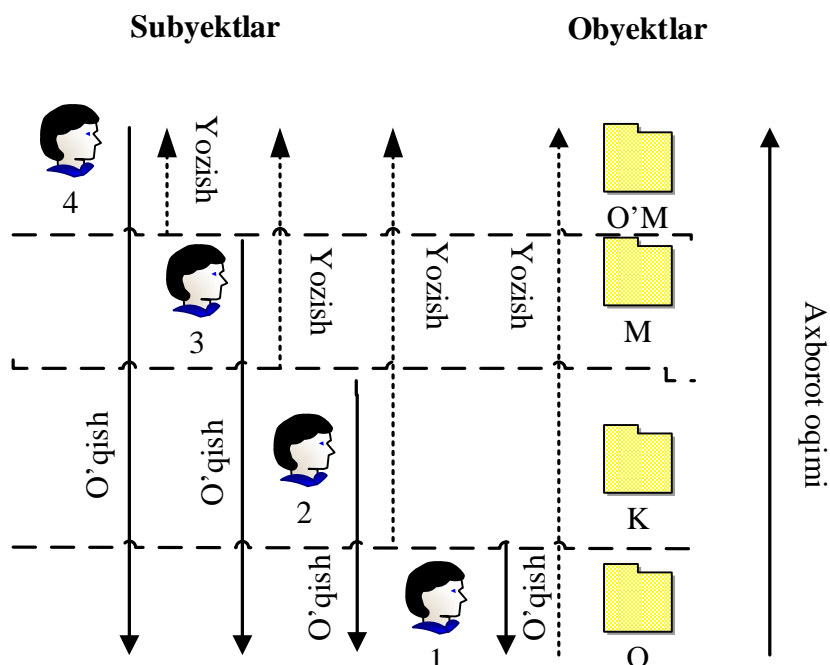 Subyektlar
Obyektlar
4
Yozish
O'M
3
Yozish
Yozish
Yozish
M
Axborot oqimi
O'qish
O'qish
2
K
O'qish
1
O'qish
O